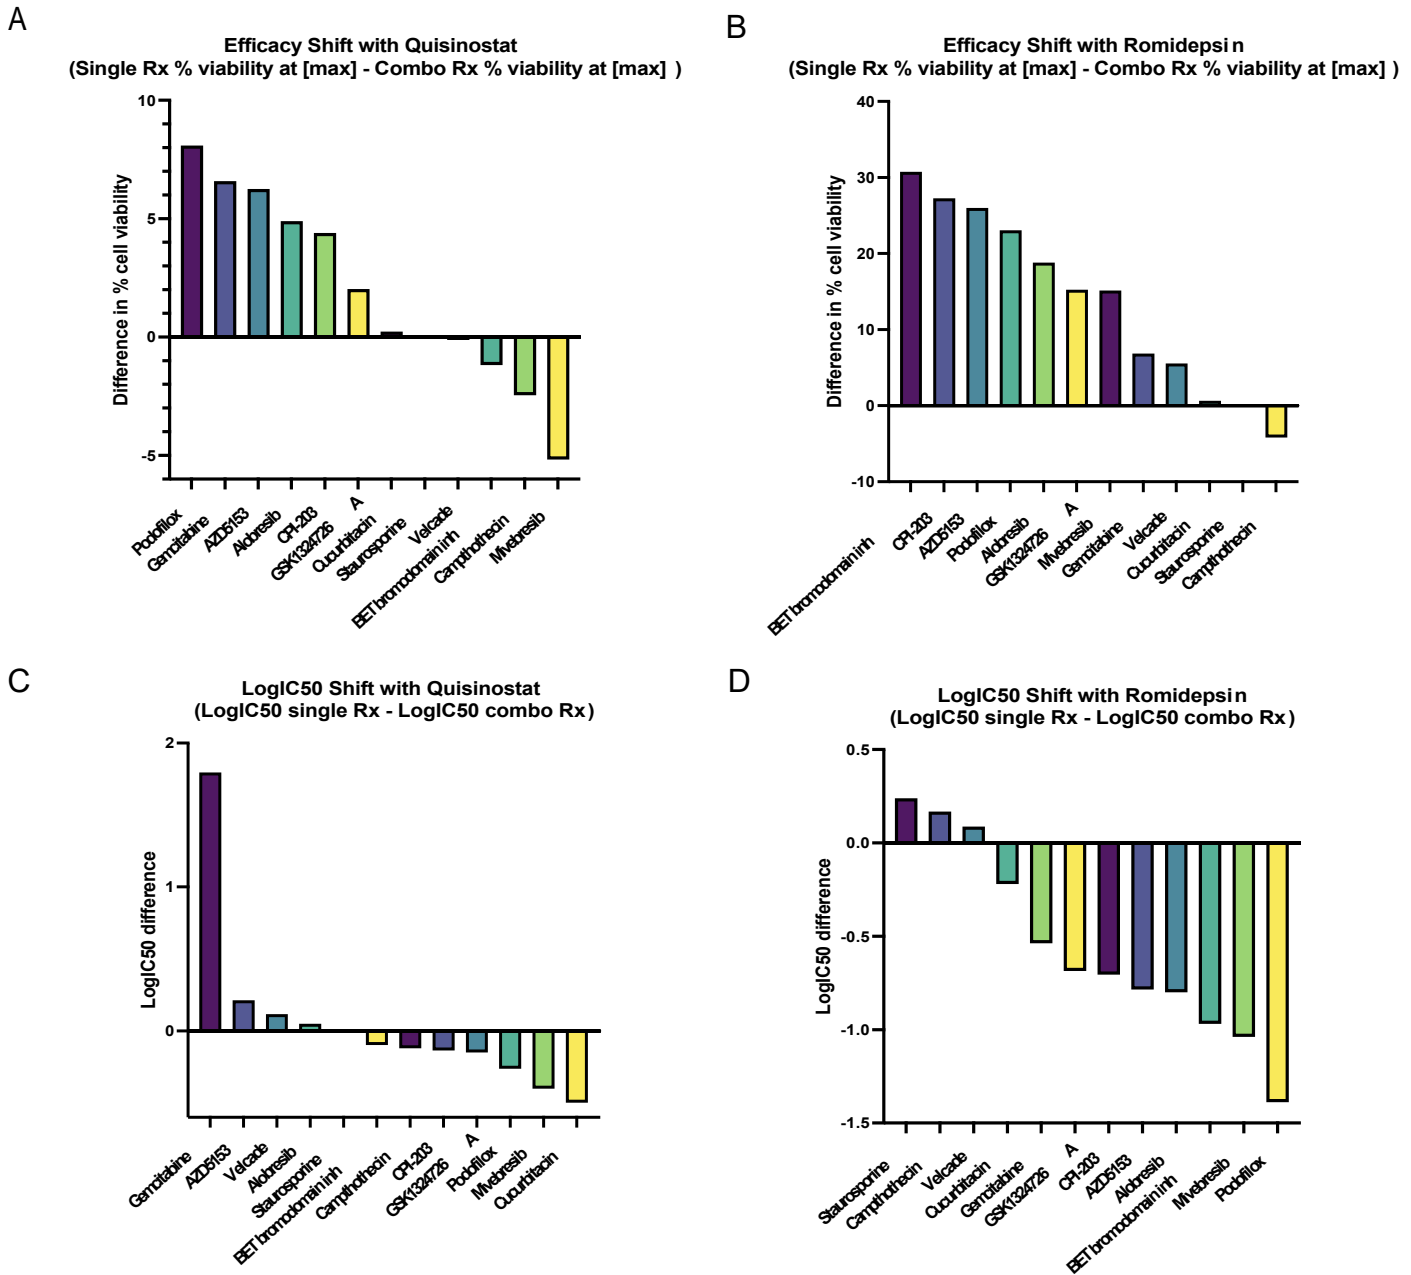 A
Efficacy Shift with Quisinostat
(Single Rx % viability at [max] - Combo Rx % viability at [max] )
10
5
0
-5
Difference in % cell viability
Podofilox
Gemcitabine
AZD5153
Alobresib
CPI-203
GSK1324726 A
Cucurbitacin
Staurosporine
Velcade
BET bromodomain inh
Campthothecin
Mivebresib
B
Efficacy Shift with Romidepsin
(Single Rx % viability at [max] - Combo Rx % viability at [max] )
40
30
20
10
0
-10
Difference in % cell viability
BET bromodomain inh
CPI-203
AZD5153
Podofilox
Alobresib
GSK1324726 A
Mivebresib
Gemcitabine
Velcade
Cucurbitacin
Staurosporine
Campthothecin
C
LogIC50 Shift with Quisinostat
(LogIC50 single Rx - LogIC50 combo Rx)
2
1
0
LogIC50 difference
Gemcitabine
AZD5153
Velcade
Alobresib
Staurosporine
BET bromodomain inh
Campthothecin
CPI-203
GSK1324726 A
Podofilox
Mivebresib
Cucurbitacin
D
LogIC50 Shift with Romidepsin
(LogIC50 single Rx - LogIC50 combo Rx)
0.5
0.0
-0.5
-1.0
-1.5
LogIC50 difference
Staurosporine
Campthothecin
Velcade
Cucurbitacin
Gemcitabine
GSK1324726 A
CPI-203
AZD5153
Alobresib
BET bromodomain inh
Mivebresib
Podofilox